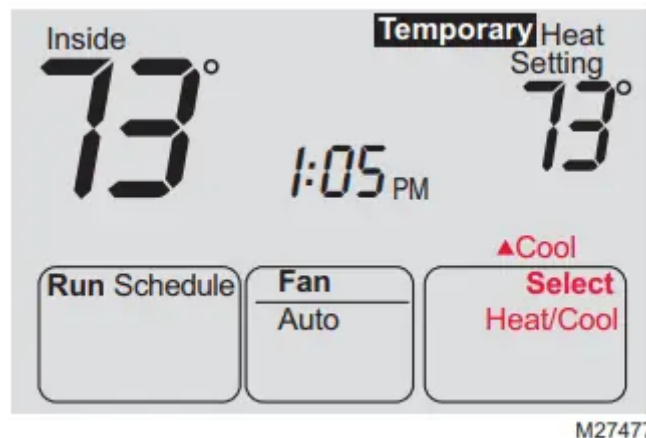 Inside
Temporary Heat
Setting
73°
73°
1:05 PM
▲Cool
Run Schedule
Fan
Auto
Select
Heat/Cool
M27477